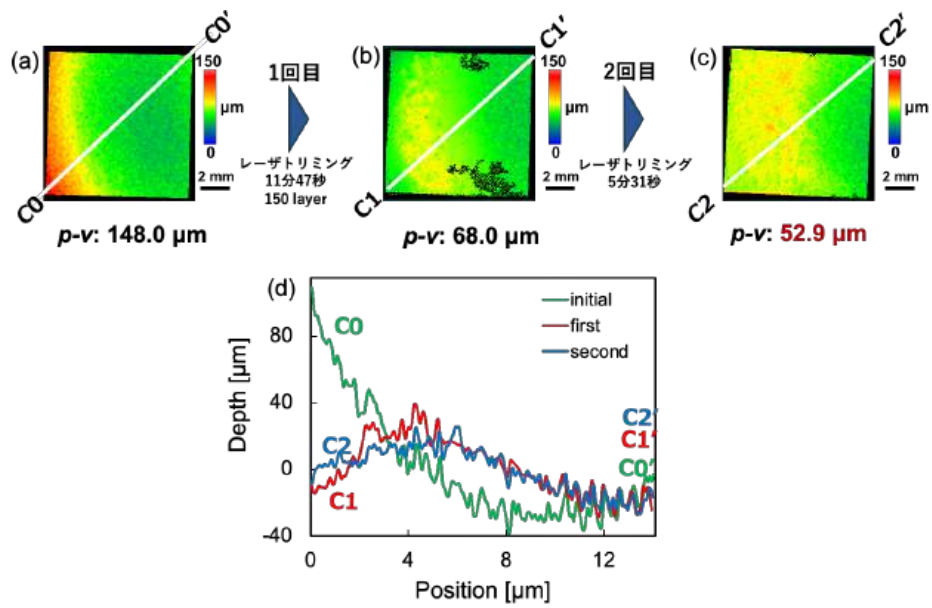 (a)
C0'
150
μm
0
2 mm
C0
p-v: 148.0 μm
1回目
レーザトリミング
11分47秒
150 layer
(b)
C1'
150
μm
0
2 mm
C1
p-v: 68.0 μm
2回目
レーザトリミング
5分31秒
(c)
C2'
150
μm
0
2 mm
C2
p-v: 52.9 μm
(d)
initial
first
second
C0
C2
C1
C2'
C1'
C0'
Depth [μm]
80
40
0
-40
0
4
8
12
Position [μm]